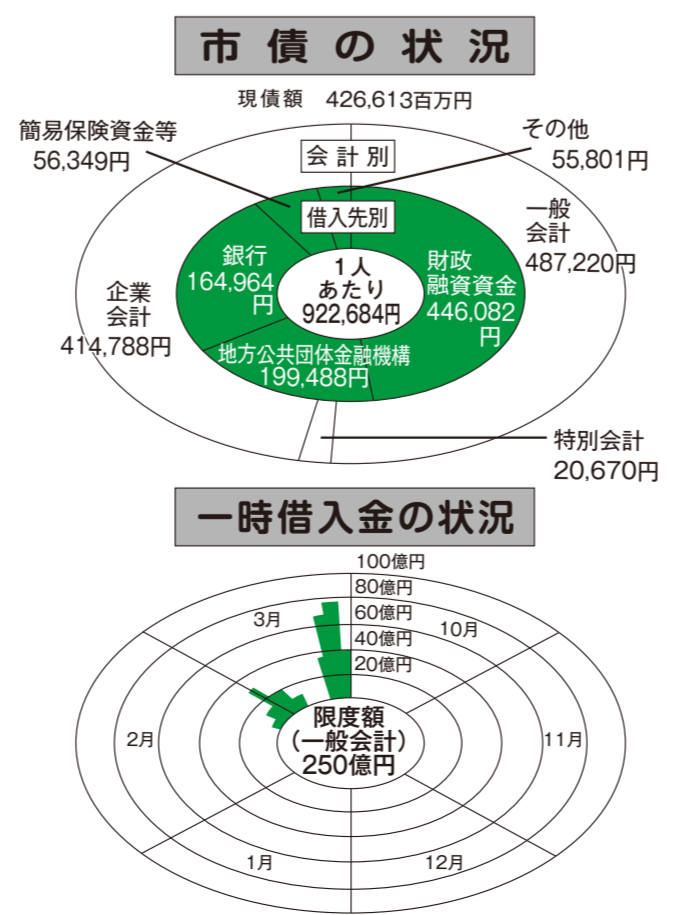 市債の状況
現債額 426,613百万円
簡易保険資金等
56,349円
その他
55,801円
会計別
借入先別
一般
会計
487,220円
銀行
164,964
円
1人
あたり
922,684円
財政
融資資金
446,082
円
企業
会計
414,788円
地方公共団体金融機構
199,488円
特別会計
20,670円
一時借入金の状況
100億円
80億円
60億円
40億円
20億円
3月
10月
2月
11月
限度額
(一般会計)
250億円
1月
12月